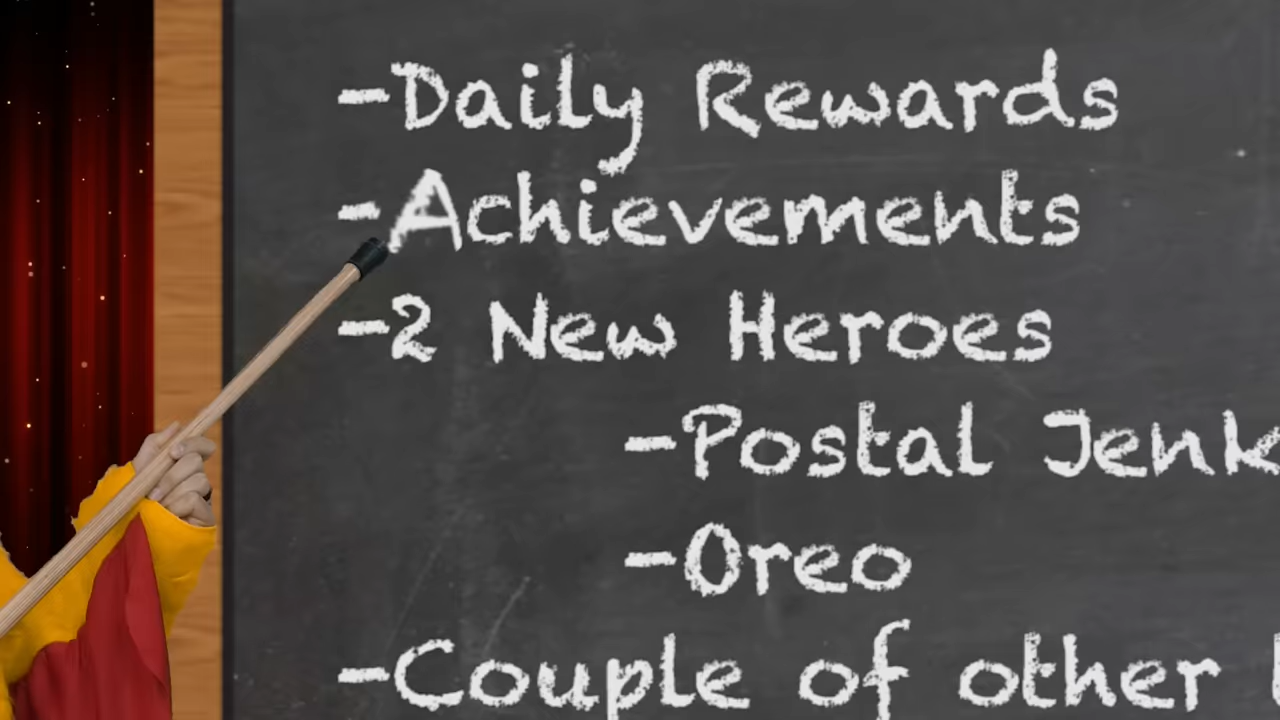 -Daily Rewards
-Achievements
-2 New Heroes
-Postal Jenk
-Oreo
-Couple of other